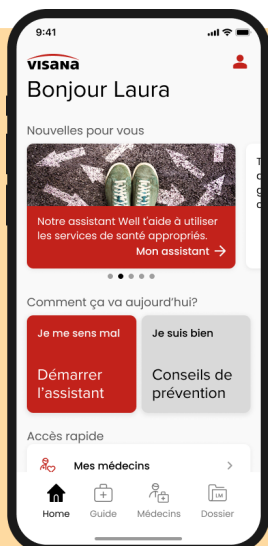 9:41
visana
Bonjour Laura
Nouvelles pour vous
Notre assistant Well t'aide à utiliser
les services de santé appropriés.
Mon assistant →
Comment ça va aujourd'hui?
Je me sens mal
Démarrer
l'assistant
Je suis bien
Conseils de
prévention
Accès rapide
Mes médecins
Home
Guide
Médecins
LM
Dossier